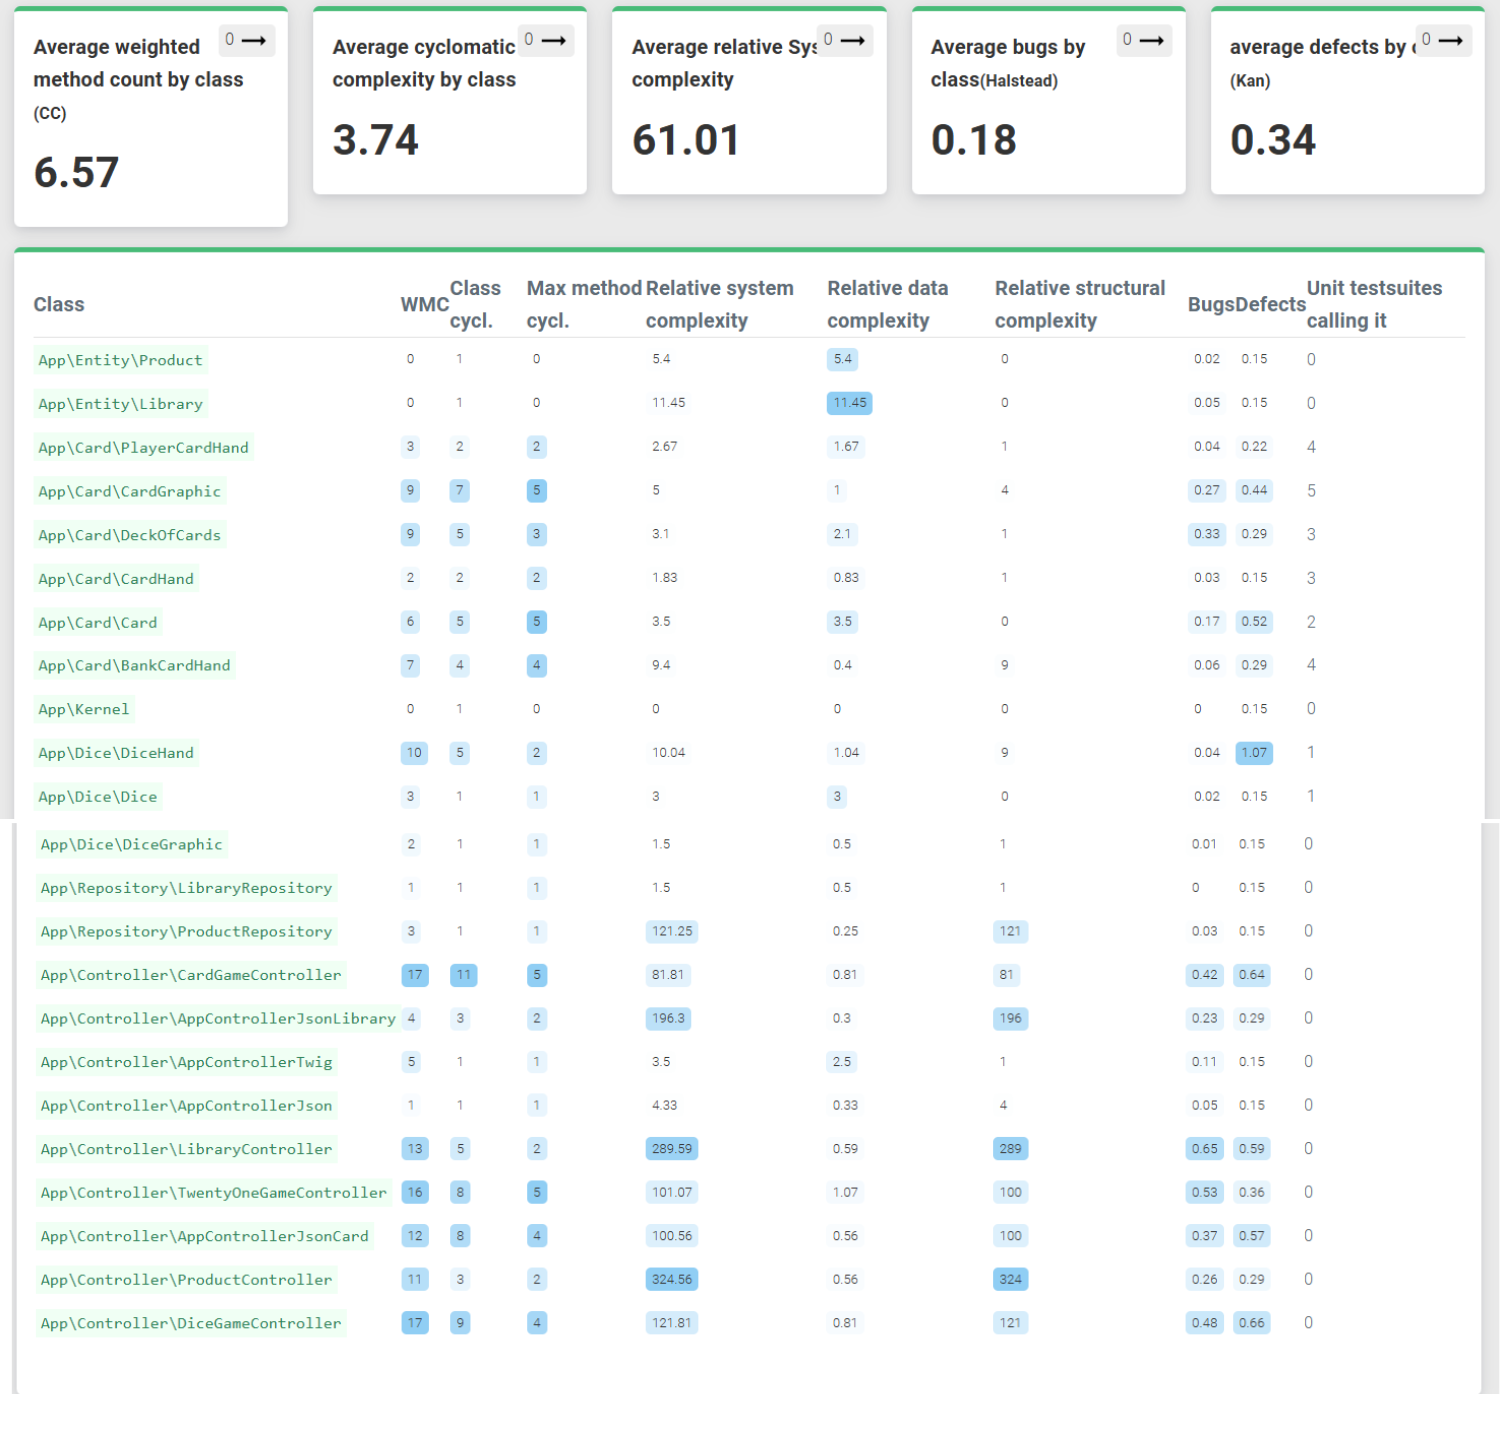 Average weighted 0
method count by class
(CC)
6.57
Average cyclomatic 0
complexity by class
3.74
Average relative Sys 0
complexity
61.01
Average bugs by 0
class(Halstead)
0.18
average defects by 0
(Kan)
0.34
Class WMC Class cycl. Max method cycl. Relative system complexity Relative data complexity Relative structural complexity Bugs Defects Unit testsuites calling it
App\Entity\Product 0 1 0 5.4 5.4 0 0.02 0.15 0
App\Entity\Library 0 1 0 11.45 11.45 0 0.05 0.15 0
App\Card\PlayerCardHand 3 2 2 2.67 1.67 1 0.04 0.22 4
App\Card\CardGraphic 9 7 5 5 1 4 0.27 0.44 5
App\Card\DeckOfCards 9 5 3 3.1 2.1 1 0.33 0.29 3
App\Card\CardHand 2 2 2 1.83 0.83 1 0.03 0.15 3
App\Card\Card 6 5 5 3.5 3.5 0 0.17 0.52 2
App\Card\BankCardHand 7 4 4 9.4 0.4 9 0.06 0.29 4
App\Kernel 0 1 0 0 0 0 0 0.15 0
App\Dice\DiceHand 10 5 2 10.04 1.04 9 0.04 1.07 1
App\Dice\Dice 3 1 1 3 3 0 0.02 0.15 1
App\Dice\DiceGraphic 2 1 1 1.5 0.5 1 0.01 0.15 0
App\Repository\LibraryRepository 1 1 1 1.5 0.5 1 0 0.15 0
App\Repository\ProductRepository 3 1 1 121.25 0.25 121 0.03 0.15 0
App\Controller\CardGameController 17 11 5 81.81 0.81 81 0.42 0.64 0
App\Controller\AppControllerJsonLibrary 4 3 2 196.3 0.3 196 0.23 0.29 0
App\Controller\AppControllerTwig 5 1 1 3.5 2.5 1 0.11 0.15 0
App\Controller\AppControllerJson 1 1 1 4.33 0.33 4 0.05 0.15 0
App\Controller\LibraryController 13 5 2 289.59 0.59 289 0.65 0.59 0
App\Controller\TwentyOneGameController 16 8 5 101.07 1.07 100 0.53 0.36 0
App\Controller\AppControllerJsonCard 12 8 4 100.56 0.56 100 0.37 0.57 0
App\Controller\ProductController 11 3 2 324.56 0.56 324 0.26 0.29 0
App\Controller\DiceGameController 17 9 4 121.81 0.81 121 0.48 0.66 0